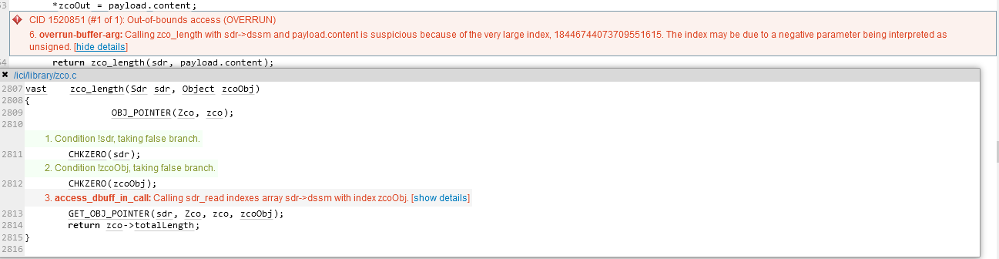 53 *zcoOut = payload.content;
CID 1520851 (#1 of 1): Out-of-bounds access (OVERRUN)
6. overrun-buffer-arg: Calling zco_length with sdr->dssm and payload.content is suspicious because of the very large index, 18446744073709551615. The index may be due to a negative parameter being interpreted as
unsigned. [hide details]
54 return zco_length(sdr, payload.content);
✖ /ici/library/zco.c
2807 vast zco_length(Sdr sdr, Object zcoObj)
2808 {
2809 OBJ_POINTER(Zco, zco);
2810
1. Condition !sdr, taking false branch.
2811 CHKZERO(sdr);
2. Condition !zcoObj, taking false branch.
2812 CHKZERO(zcoObj);
3. access_dbuff_in_call: Calling sdr_read indexes array sdr->dssm with index zcoObj. [show details]
2813 GET_OBJ_POINTER(sdr, Zco, zco, zcoObj);
2814 return zco->totalLength;
2815 }
2816